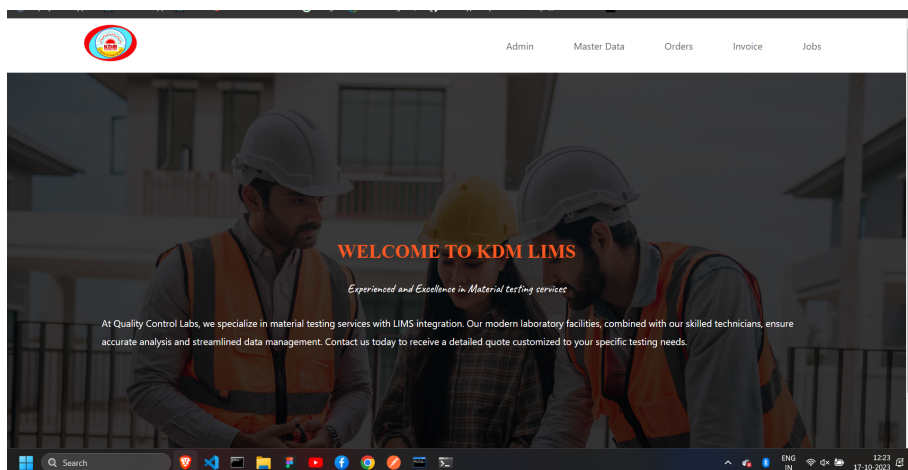 KDM
Admin Master Data Orders Invoice Jobs
WELCOME TO KDM LIMS
Experienced and Excellence in Material testing services
At Quality Control Labs, we specialize in material testing services with LIMS integration. Our modern laboratory facilities, combined with our skilled technicians, ensure
accurate analysis and streamlined data management. Contact us today to receive a detailed quote customized to your specific testing needs.
Search
ENG 12:23
IN 17-10-2023